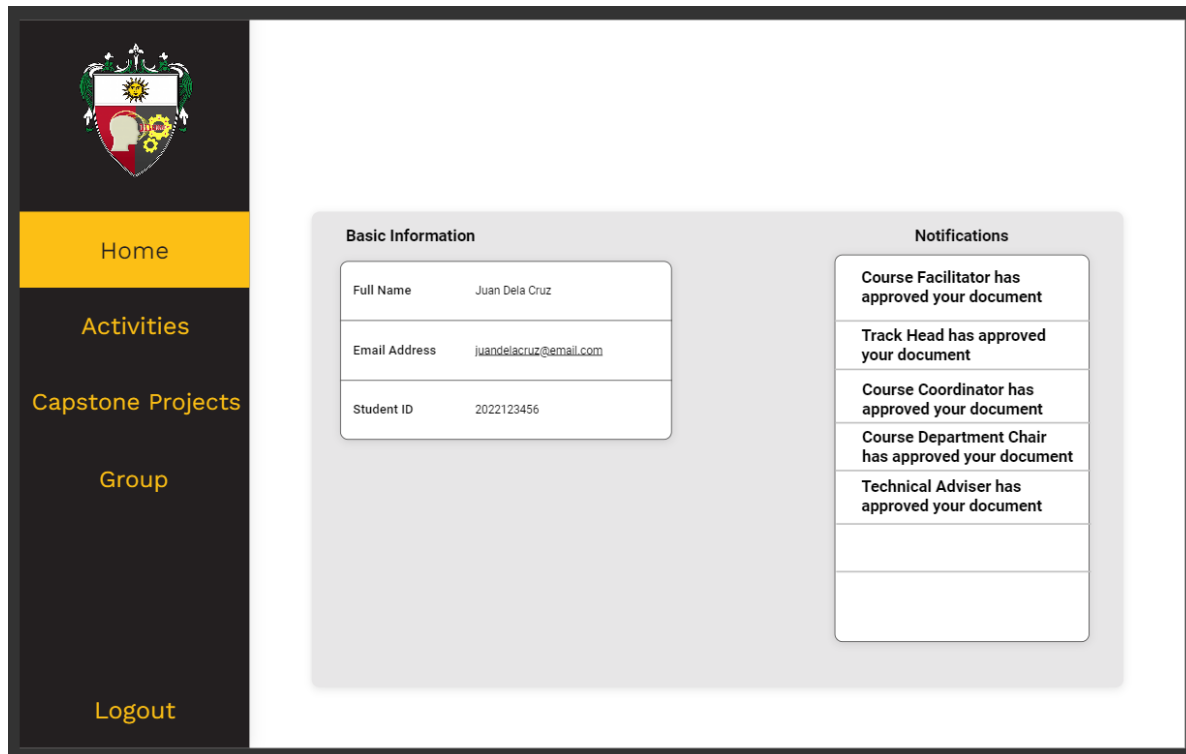 Home
Activities
Capstone Projects
Group
Logout
Basic Information
Full Name Juan Dela Cruz
Email Address juandelacruz@email.com
Student ID 2022123456
Notifications
Course Facilitator has
approved your document
Track Head has approved
your document
Course Coordinator has
approved your document
Course Department Chair
has approved your document
Technical Adviser has
approved your document